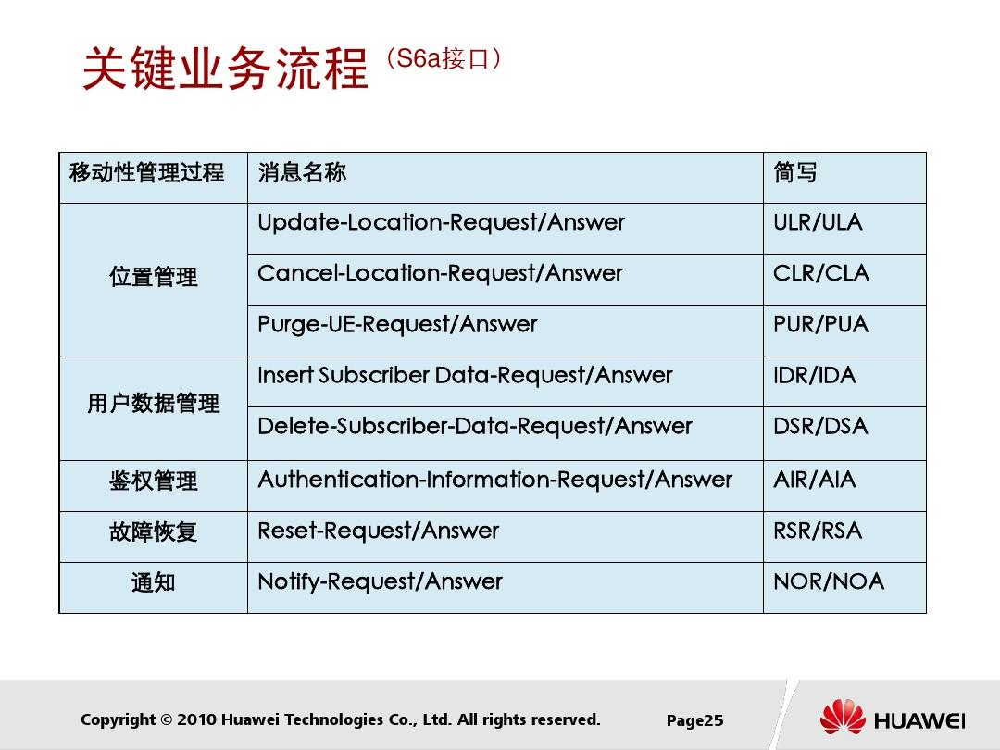 关键业务流程（S6a接口）
移动性管理过程 消息名称 简写
位置管理 Update-Location-Request/Answer ULR/ULA
Cancel-Location-Request/Answer CLR/CLA
Purge-UE-Request/Answer PUR/PUA
用户数据管理 Insert Subscriber Data-Request/Answer IDR/IDA
Delete-Subscriber-Data-Request/Answer DSR/DSA
鉴权管理 Authentication-Information-Request/Answer AIR/AIA
故障恢复 Reset-Request/Answer RSR/RSA
通知 Notify-Request/Answer NOR/NOA
Copyright © 2010 Huawei Technologies Co., Ltd. All rights reserved. Page25 HUAWEI